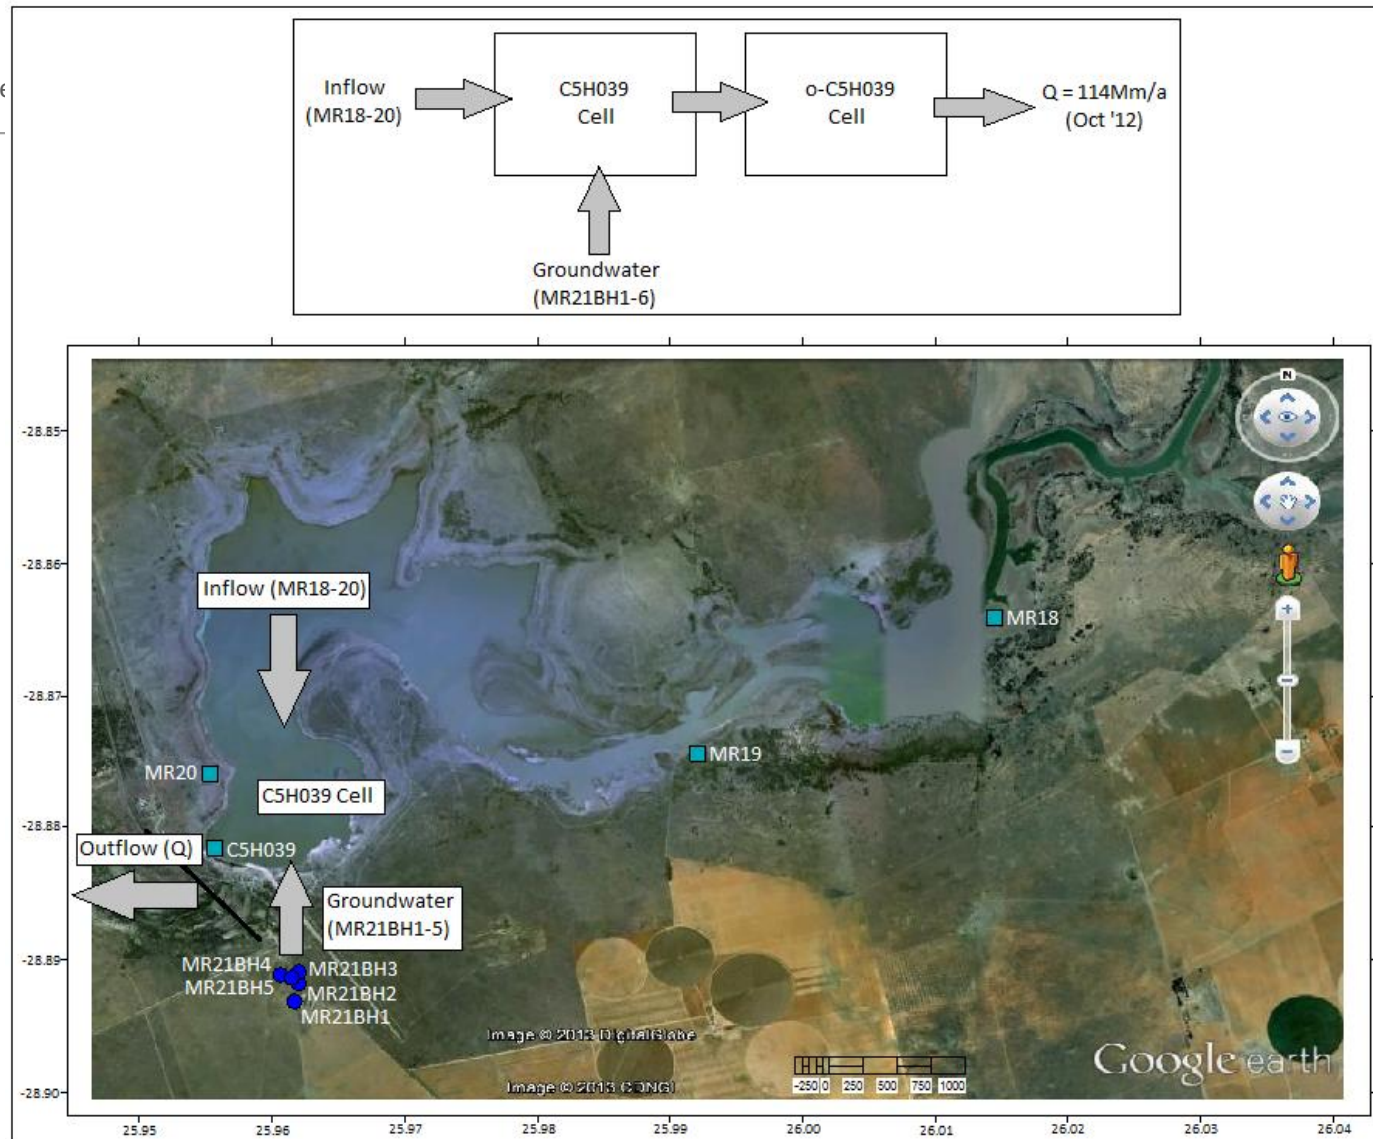 e
Inflow
(MR18-20)
C5H039
Cell
o-C5H039
Cell
Q = 114Mm/a
(Oct '12)
Groundwater
(MR21BH1-6)
N
-28.85
-28.86
-28.87
-28.88
-28.89
-28.90
Inflow (MR18-20)
MR18
MR19
MR20
C5H039 Cell
Outflow (Q)
C5H039
Groundwater
(MR21BH1-5)
MR21BH4
MR21BH3
MR21BH5
MR21BH2
MR21BH1
Image © 2013 DigitalGlobe
Image © 2013 CDNGI
Google earth
-250 0 250 500 750 1000
25.95 25.96 25.97 25.98 25.99 26.00 26.01 26.02 26.03 26.04